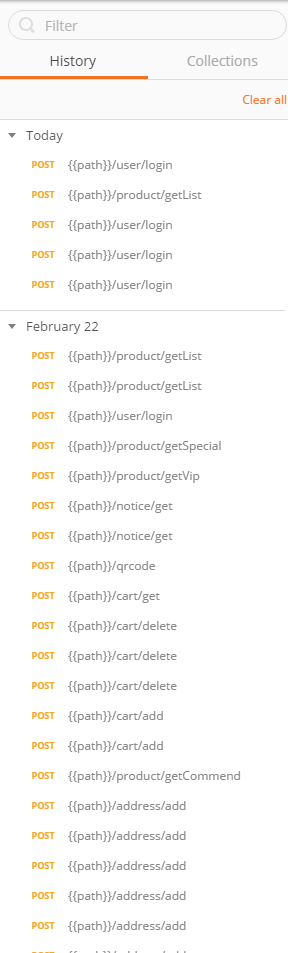 Filter
History Collections
Clear all
Today
POST {{path}}/user/login
POST {{path}}/product/getList
POST {{path}}/user/login
POST {{path}}/user/login
POST {{path}}/user/login
February 22
POST {{path}}/product/getList
POST {{path}}/product/getList
POST {{path}}/user/login
POST {{path}}/product/getSpecial
POST {{path}}/product/getVip
POST {{path}}/notice/get
POST {{path}}/notice/get
POST {{path}}/qrcode
POST {{path}}/cart/get
POST {{path}}/cart/delete
POST {{path}}/cart/delete
POST {{path}}/cart/delete
POST {{path}}/cart/add
POST {{path}}/cart/add
POST {{path}}/product/getCommend
POST {{path}}/address/add
POST {{path}}/address/add
POST {{path}}/address/add
POST {{path}}/address/add
POST {{path}}/address/add